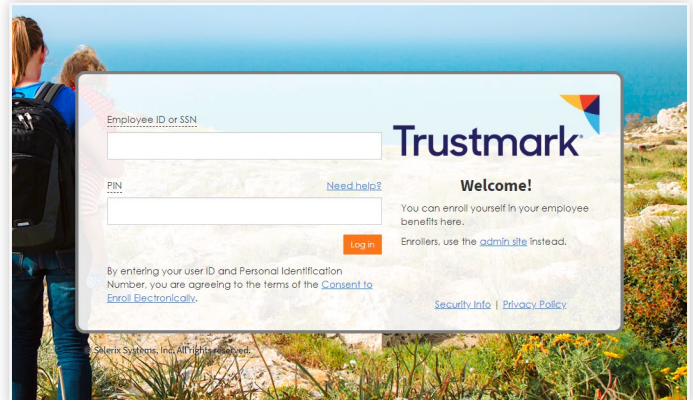 Employee ID or SSN
PIN
Need help?
Log in
By entering your user ID and Personal Identification
Number, you are agreeing to the terms of the Consent to
Enroll Electronically.
Trustmark
Welcome!
You can enroll yourself in your employee
benefits here.
Enrollers, use the admin site instead.
Security Info | Privacy Policy
© Selerix Systems, Inc. All rights reserved.